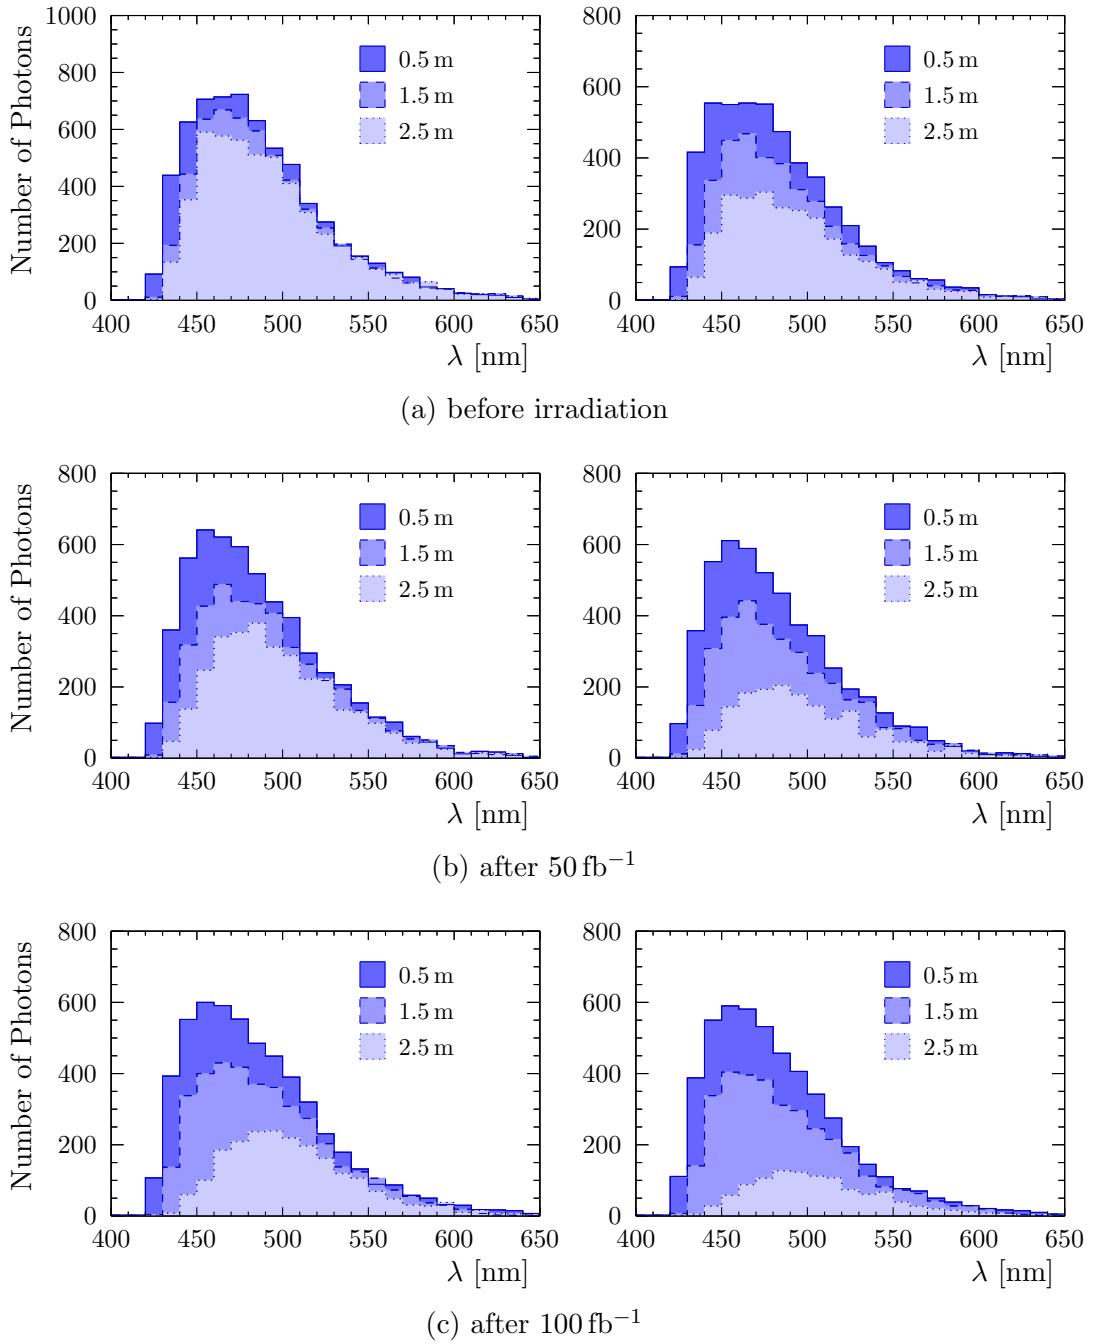 Number of Photons
1000
800
600
400
200
0
0.5 m
1.5 m
2.5 m
400 450 500 550 600 650
λ [nm]
800
600
400
200
0
0.5 m
1.5 m
2.5 m
400 450 500 550 600 650
λ [nm]
(a) before irradiation
Number of Photons
800
600
400
200
0
0.5 m
1.5 m
2.5 m
400 450 500 550 600 650
λ [nm]
800
600
400
200
0
0.5 m
1.5 m
2.5 m
400 450 500 550 600 650
λ [nm]
(b) after 50 fb⁻¹
Number of Photons
800
600
400
200
0
0.5 m
1.5 m
2.5 m
400 450 500 550 600 650
λ [nm]
800
600
400
200
0
0.5 m
1.5 m
2.5 m
400 450 500 550 600 650
λ [nm]
(c) after 100 fb⁻¹